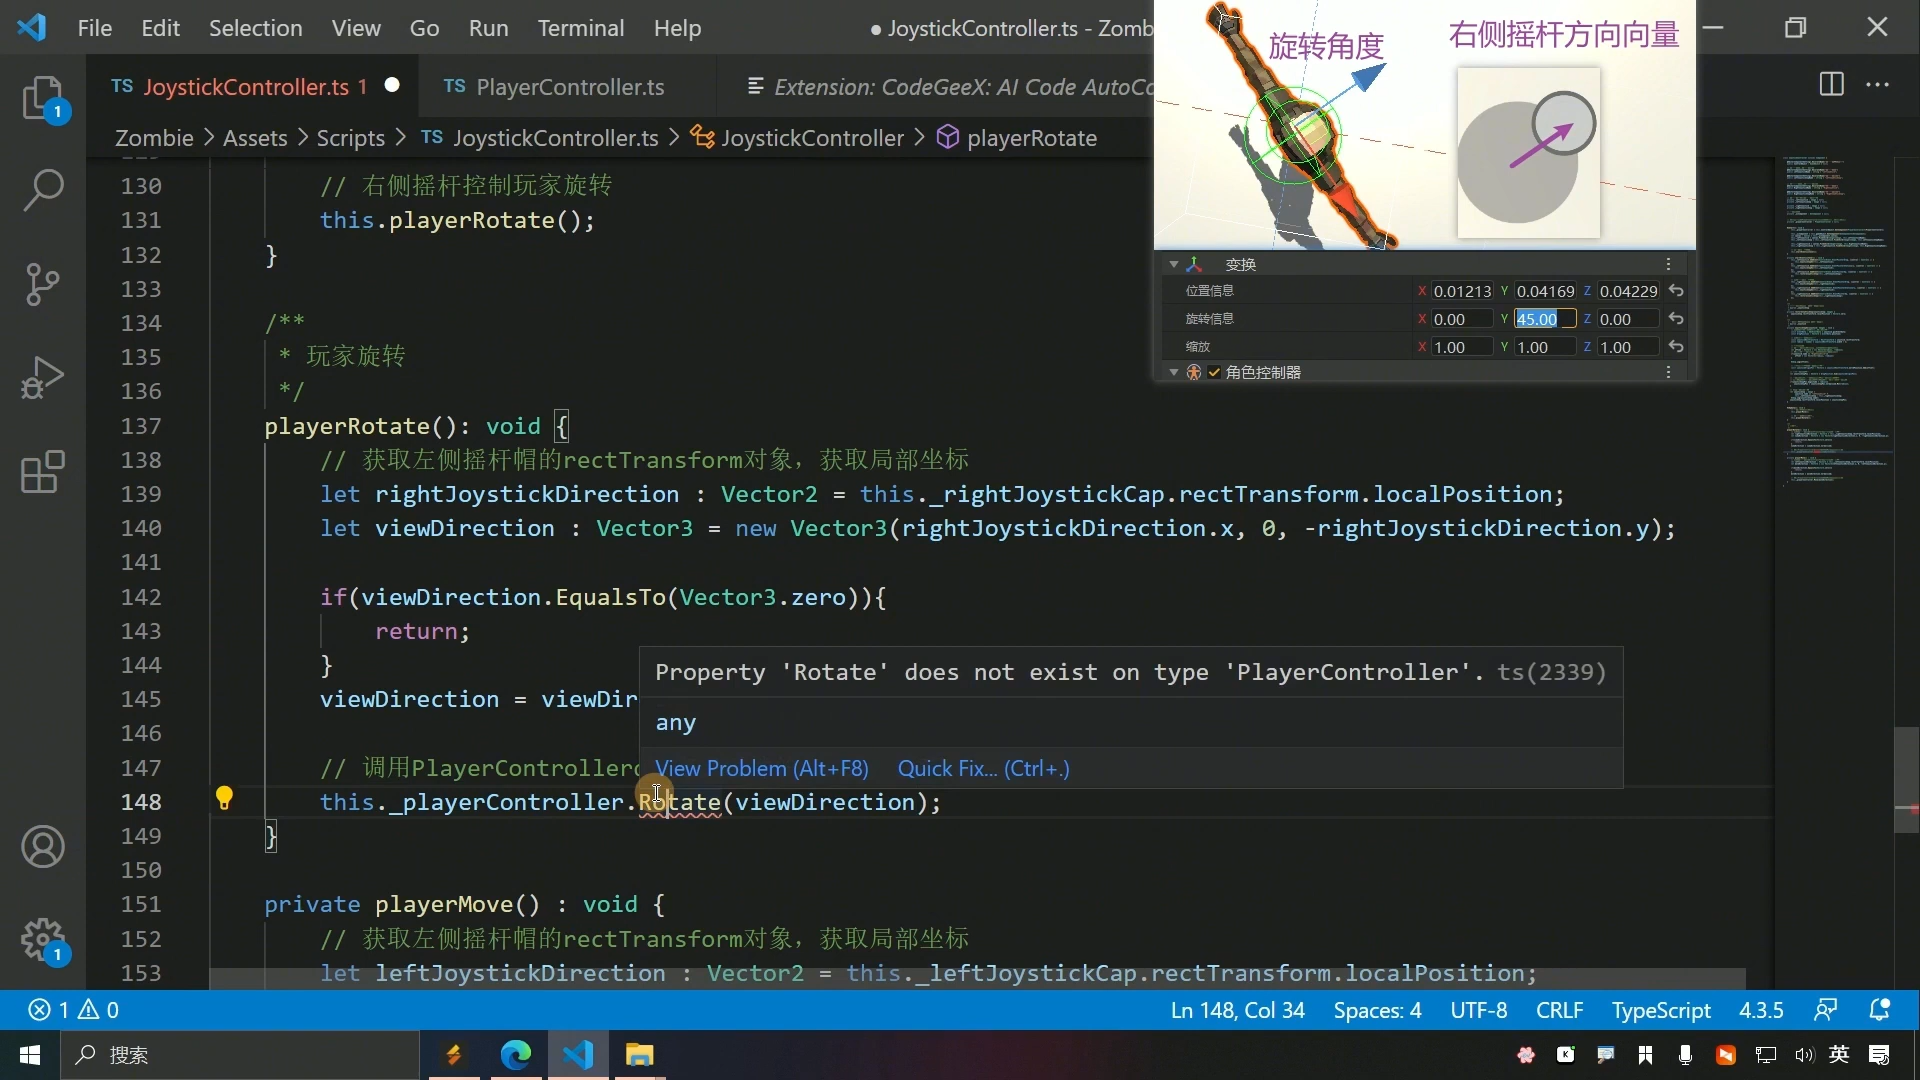 File Edit Selection View Go Run Terminal Help
● JoystickController.ts - Zomb
TS JoystickController.ts 1 ●
TS PlayerController.ts
Extension: CodeGeeX: AI Code AutoCo
Zombie > Assets > Scripts > TS JoystickController.ts > JoystickController > playerRotate
旋转角度
右侧摇杆方向向量
变换
位置信息 X 0.01213 Y 0.04169 Z 0.04229
旋转信息 X 0.00 Y 45.00 Z 0.00
缩放 X 1.00 Y 1.00 Z 1.00
角色控制器
130 // 右侧摇杆控制玩家旋转
131 this.playerRotate();
132 }
133
134 /**
135 * 玩家旋转
136 */
137 playerRotate(): void {
138 // 获取左侧摇杆帽的rectTransform对象，获取局部坐标
139 let rightJoystickDirection : Vector2 = this._rightJoystickCap.rectTransform.localPosition;
140 let viewDirection : Vector3 = new Vector3(rightJoystickDirection.x, 0, -rightJoystickDirection.y);
141
142 if(viewDirection.EqualsTo(Vector3.zero)){
143 return;
144 }
145 viewDirection = viewDir
146
147 // 调用PlayerController
148 this._playerController.Rotate(viewDirection);
149 }
150
151 private playerMove() : void {
152 // 获取左侧摇杆帽的rectTransform对象，获取局部坐标
153 let leftJoystickDirection : Vector2 = this._leftJoystickCap.rectTransform.localPosition;
Property 'Rotate' does not exist on type 'PlayerController'. ts(2339)
any
View Problem (Alt+F8) Quick Fix... (Ctrl+.)
1
1
1 0
Ln 148, Col 34 Spaces: 4 UTF-8 CRLF TypeScript 4.3.5
搜索
K
英